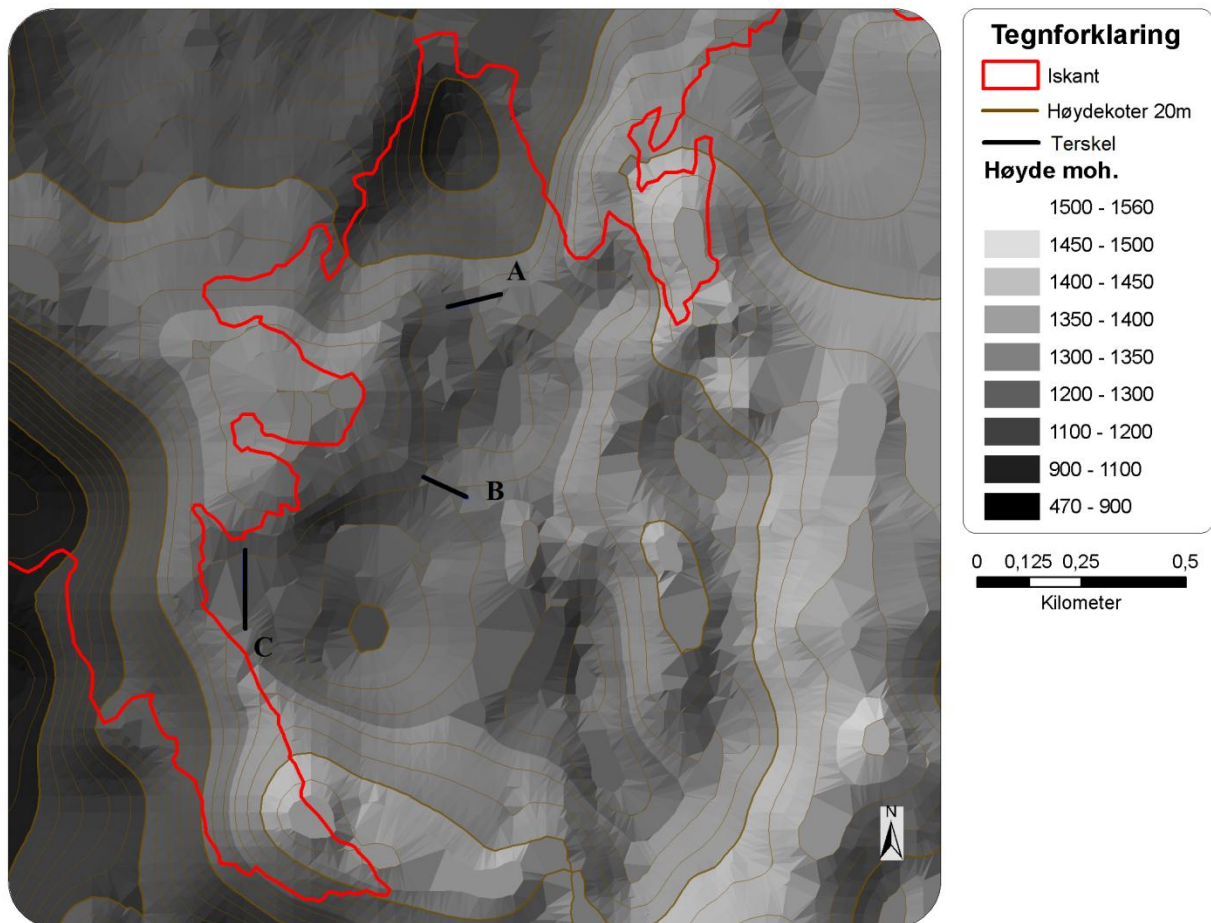 A
B
C
Tegnforklaring
Iskant
Høydekoter 20m
Terskel
Høyde moh.
1500 - 1560
1450 - 1500
1400 - 1450
1350 - 1400
1300 - 1350
1200 - 1300
1100 - 1200
900 - 1100
470 - 900
0 0,125 0,25 0,5
Kilometer
N